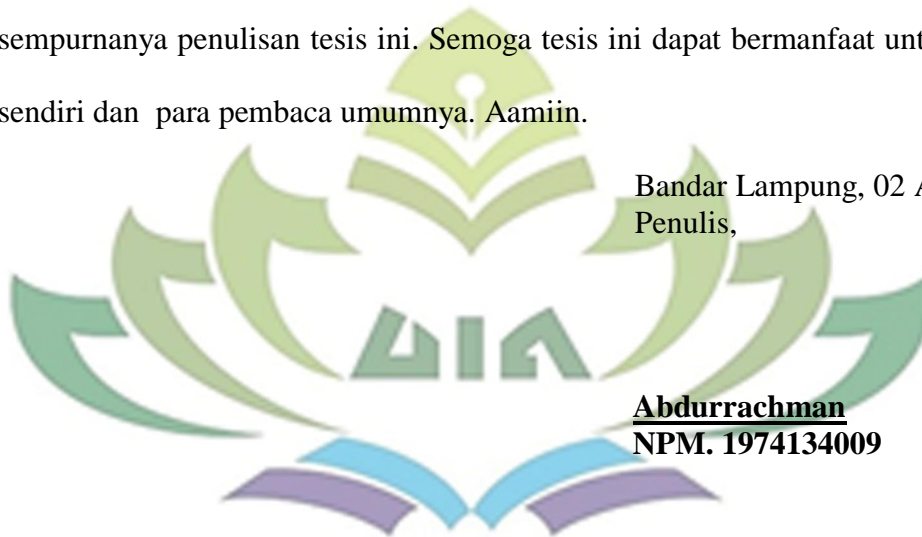 sempurnanya penulisan tesis ini. Semoga tesis ini dapat bermanfaat
sendiri dan para pembaca umumnya. Aamiin.
Bandar Lampung, 02
Penulis,
UIN
Abdurrachman
NPM. 1974134009